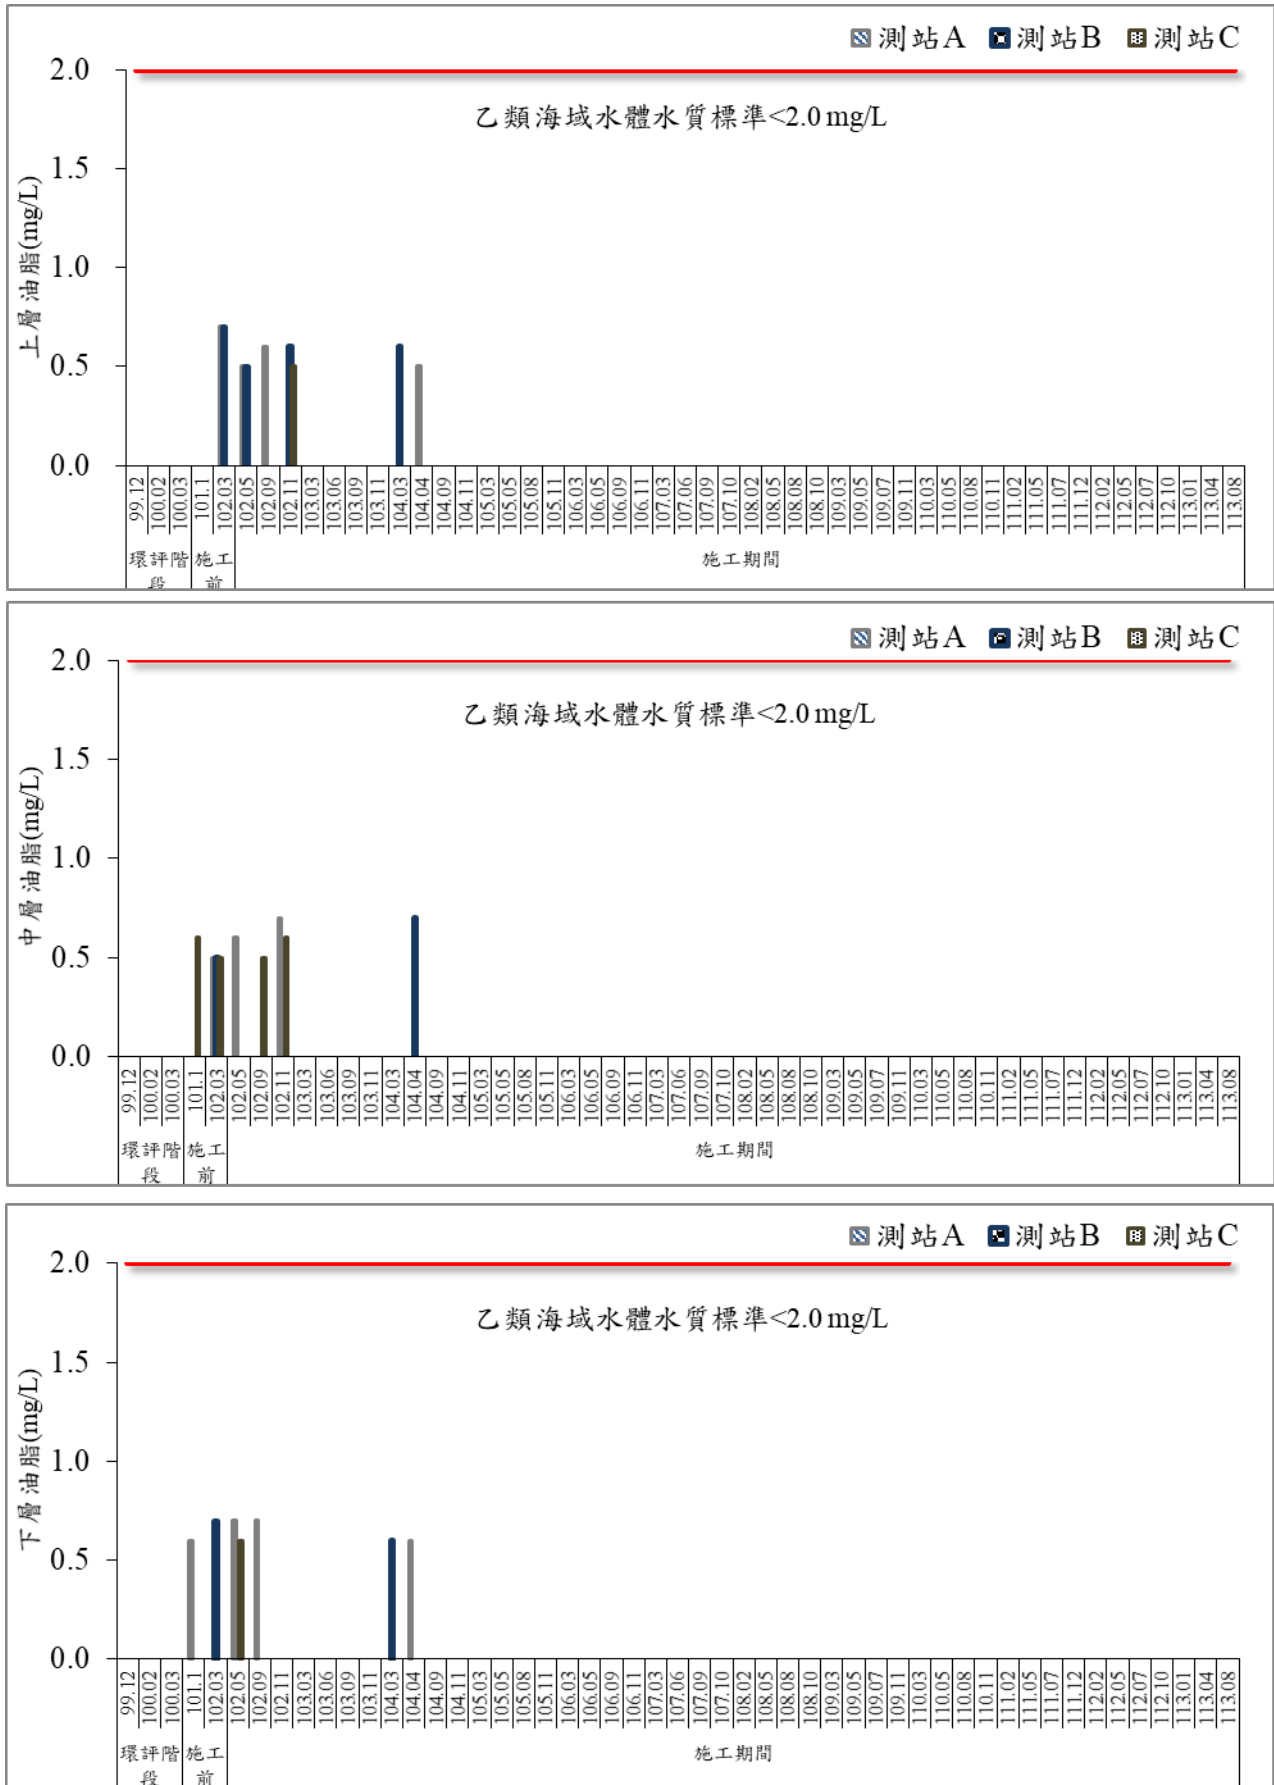 測站A 測站B 測站C
2.0
乙類海域水體水質標準<2.0 mg/L
1.5
1.0
0.5
0.0
上層油脂(mg/L)
99.12 100.02 100.03 101.1 102.03 102.05 102.09 102.11 103.03 103.06 103.09 103.11 104.03 104.04 104.09 104.11 105.03 105.05 105.08 105.11 106.03 106.05 106.09 106.11 107.03 107.06 107.09 107.10 108.02 108.05 108.08 108.10 109.03 109.05 109.07 109.11 110.03 110.05 110.08 110.11 111.02 111.05 111.07 111.12 112.02 112.05 112.07 112.10 113.01 113.04 113.08
環評階段 施工前 施工期間
測站A 測站B 測站C
2.0
乙類海域水體水質標準<2.0 mg/L
1.5
1.0
0.5
0.0
中層油脂(mg/L)
99.12 100.02 100.03 101.1 102.03 102.05 102.09 102.11 103.03 103.06 103.09 103.11 104.03 104.04 104.09 104.11 105.03 105.05 105.08 105.11 106.03 106.05 106.09 106.11 107.03 107.06 107.09 107.10 108.02 108.05 108.08 108.10 109.03 109.05 109.07 109.11 110.03 110.05 110.08 110.11 111.02 111.05 111.07 111.12 112.02 112.05 112.07 112.10 113.01 113.04 113.08
環評階段 施工前 施工期間
測站A 測站B 測站C
2.0
乙類海域水體水質標準<2.0 mg/L
1.5
1.0
0.5
0.0
下層油脂(mg/L)
99.12 100.02 100.03 101.1 102.03 102.05 102.09 102.11 103.03 103.06 103.09 103.11 104.03 104.04 104.09 104.11 105.03 105.05 105.08 105.11 106.03 106.05 106.09 106.11 107.03 107.06 107.09 107.10 108.02 108.05 108.08 108.10 109.03 109.05 109.07 109.11 110.03 110.05 110.08 110.11 111.02 111.05 111.07 111.12 112.02 112.05 112.07 112.10 113.01 113.04 113.08
環評階段 施工前 施工期間